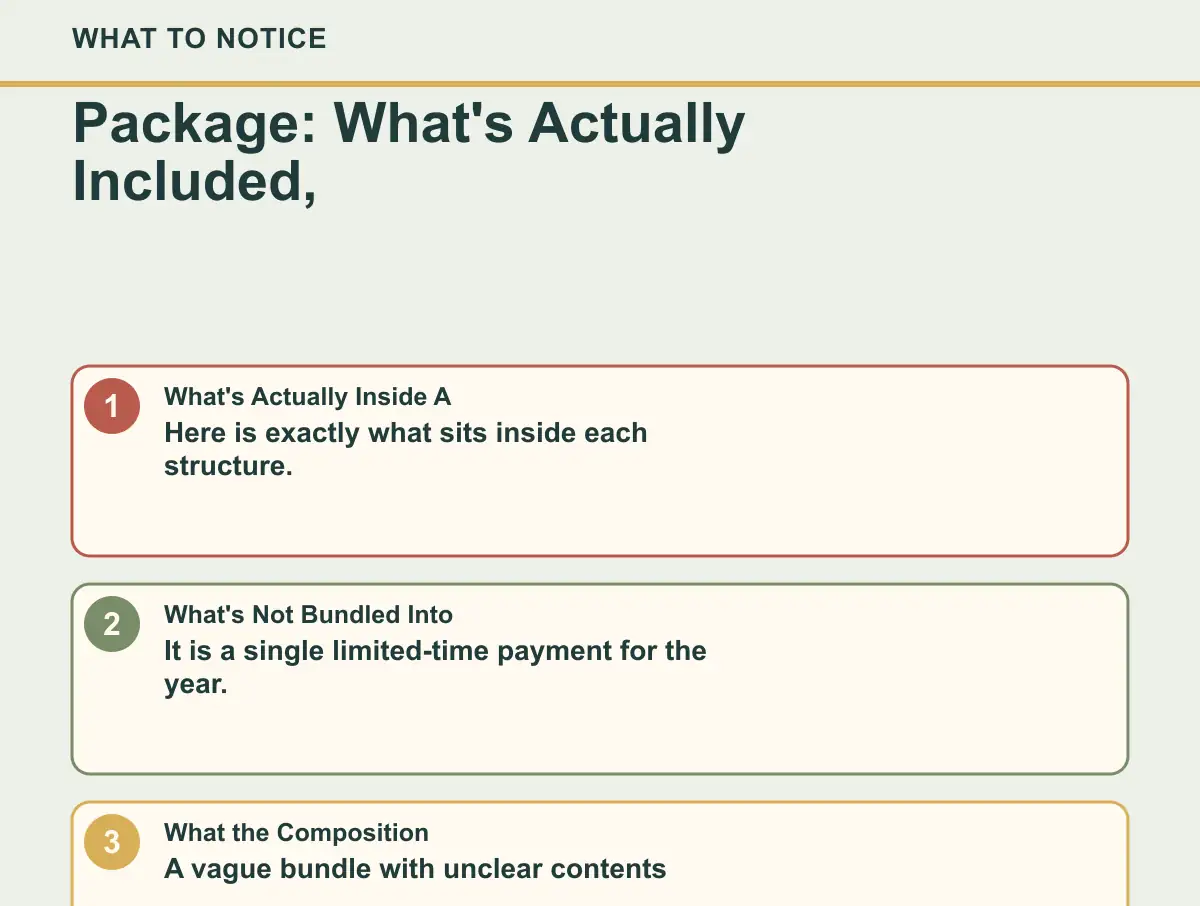 WHAT TO NOTICE
Package: What's Actually
Included,
1
What's Actually Inside A
Here is exactly what sits inside each
structure.
2
What's Not Bundled Into
It is a single limited-time payment for the
year.
3
What the Composition
A vague bundle with unclear contents